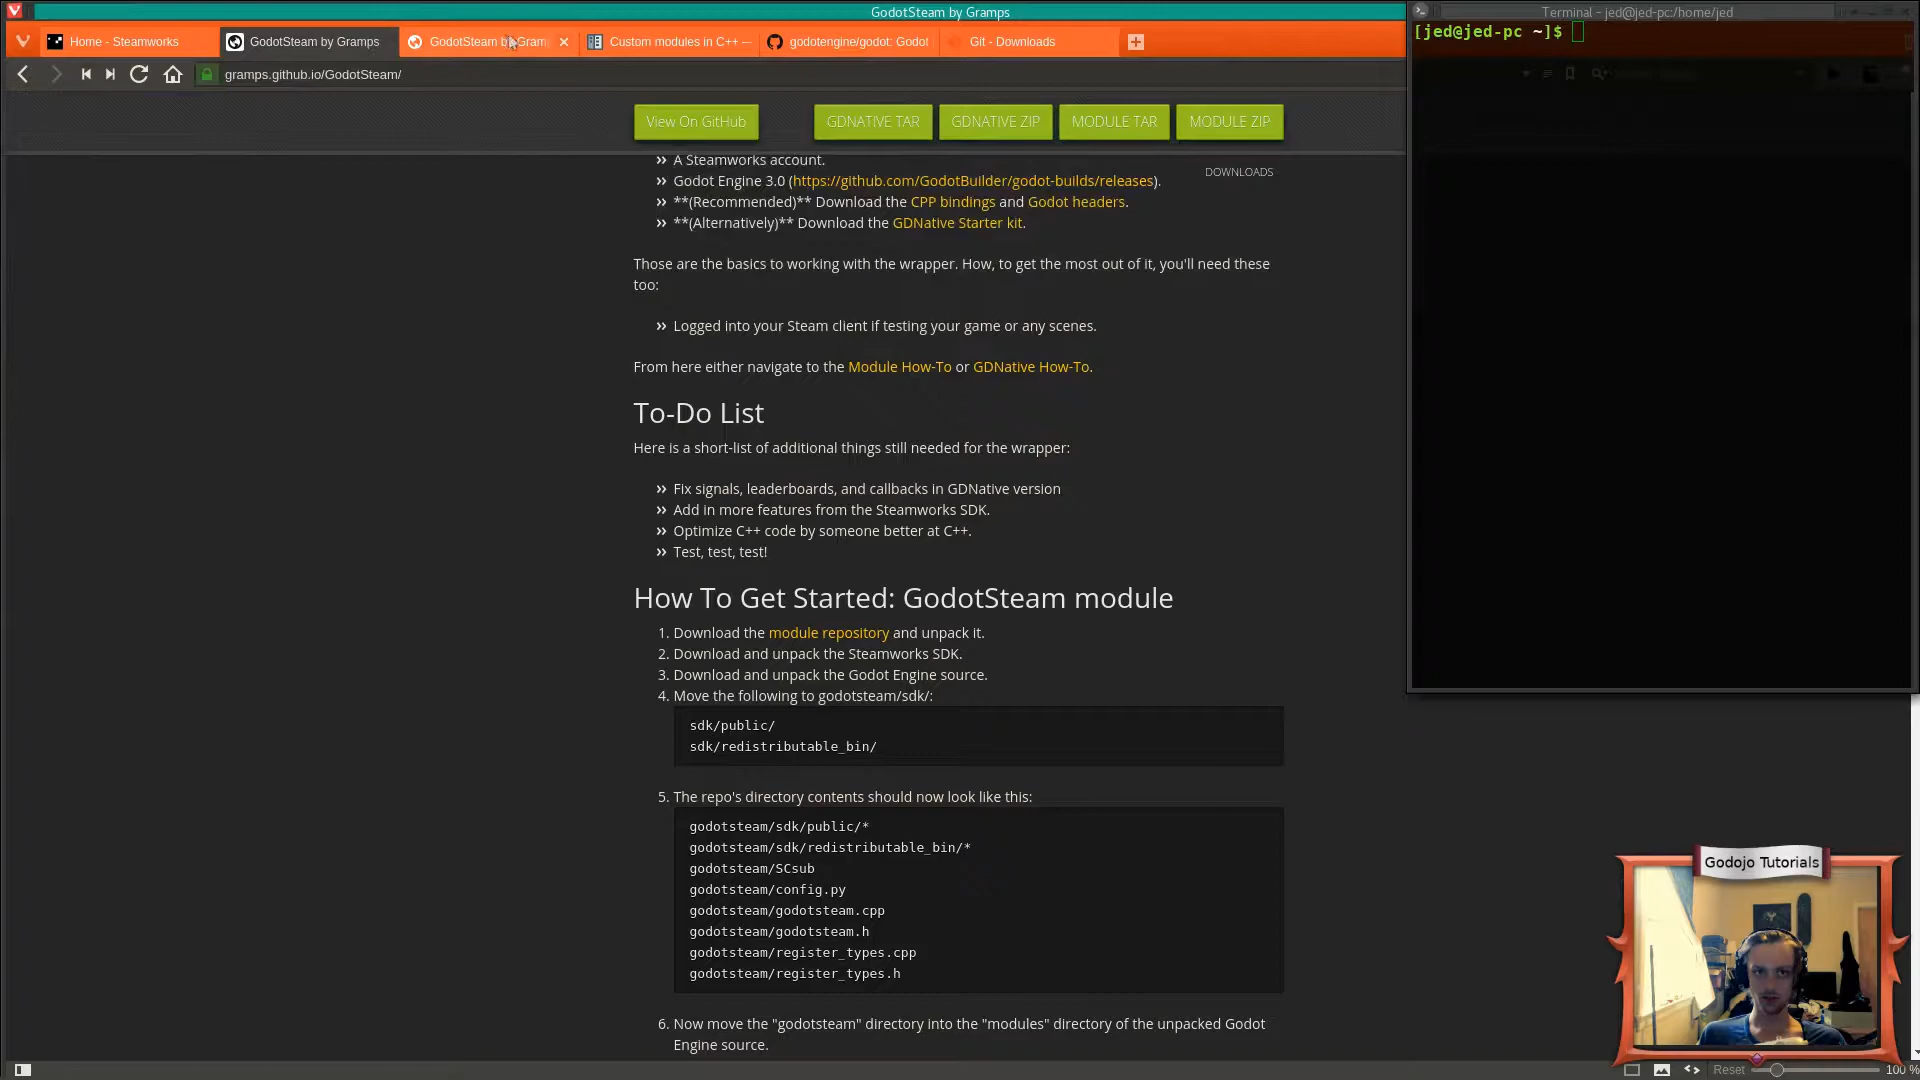 GodotSteam by Gramps
Terminal - jed@jed-pc:/home/jed
Home - Steamworks
GodotSteam by Gramps
GodotSteam by Gram
Custom modules in C++ —
godotengine/godot: Godot
Git - Downloads
[jed@jed-pc ~]$
gramps.github.io/GodotSteam/
View On GitHub
GDNATIVE TAR
GDNATIVE ZIP
MODULE TAR
MODULE ZIP
DOWNLOADS
›› A Steamworks account.
›› Godot Engine 3.0 (https://github.com/GodotBuilder/godot-builds/releases).
›› **(Recommended)** Download the CPP bindings and Godot headers.
›› **(Alternatively)** Download the GDNative Starter kit.
Those are the basics to working with the wrapper. How, to get the most out of it, you'll need these
too:
›› Logged into your Steam client if testing your game or any scenes.
From here either navigate to the Module How-To or GDNative How-To.
To-Do List
Here is a short-list of additional things still needed for the wrapper:
›› Fix signals, leaderboards, and callbacks in GDNative version
›› Add in more features from the Steamworks SDK.
›› Optimize C++ code by someone better at C++.
›› Test, test, test!
How To Get Started: GodotSteam module
1. Download the module repository and unpack it.
2. Download and unpack the Steamworks SDK.
3. Download and unpack the Godot Engine source.
4. Move the following to godotsteam/sdk/:
sdk/public/
sdk/redistributable_bin/
5. The repo's directory contents should now look like this:
godotsteam/sdk/public/*
godotsteam/sdk/redistributable_bin/*
godotsteam/SCsub
godotsteam/config.py
godotsteam/godotsteam.cpp
godotsteam/godotsteam.h
godotsteam/register_types.cpp
godotsteam/register_types.h
6. Now move the "godotsteam" directory into the "modules" directory of the unpacked Godot
Engine source.
Godojo Tutorials
Reset
100 %